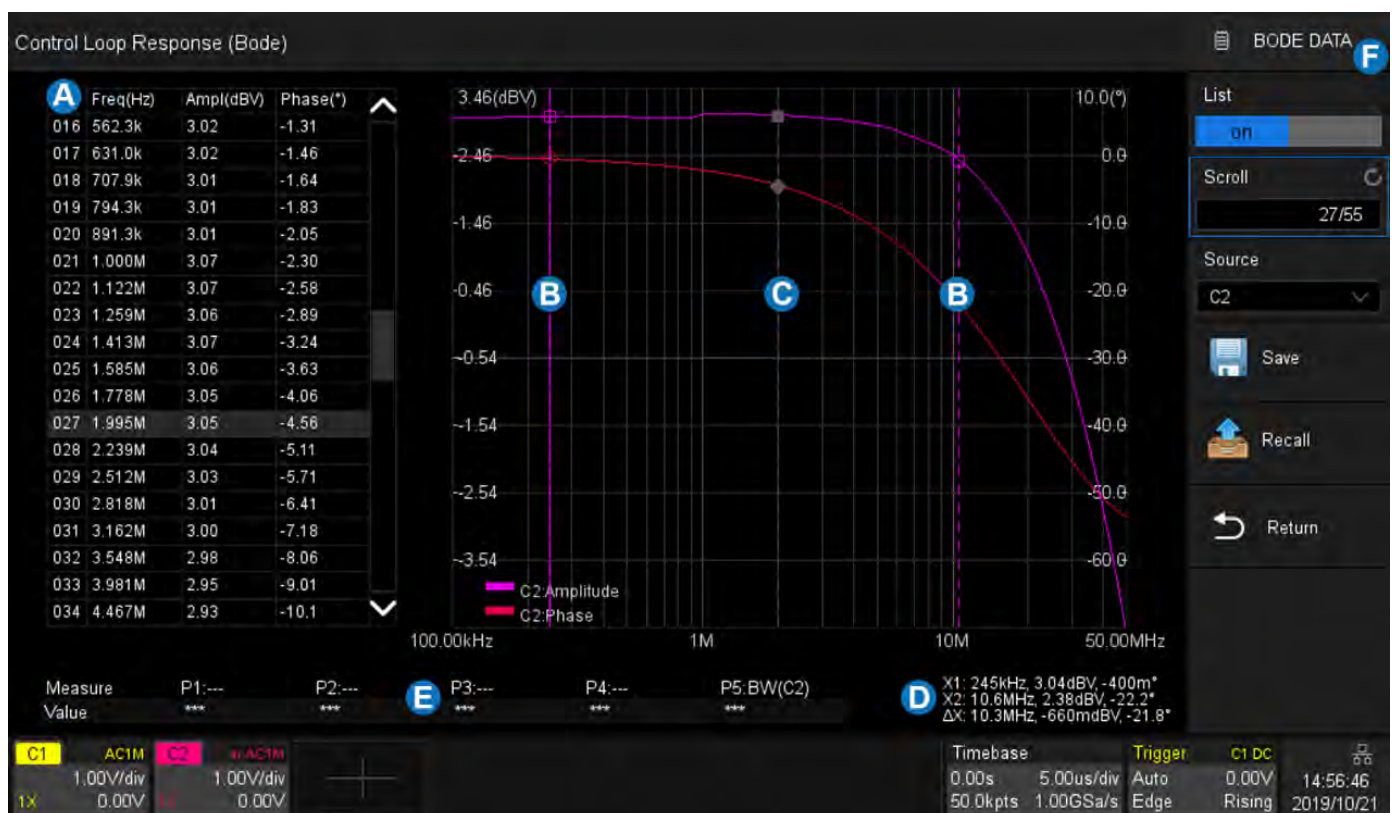 Control Loop Response (Bode)
BODE DATA
F
A Freq(Hz) Ampl(dBV) Phase(°)
016 562.3k 3.02 -1.31
017 631.0k 3.02 -1.46
018 707.9k 3.01 -1.64
019 794.3k 3.01 -1.83
020 891.3k 3.01 -2.05
021 1.000M 3.07 -2.30
022 1.122M 3.07 -2.58
023 1.259M 3.06 -2.89
024 1.413M 3.07 -3.24
025 1.585M 3.06 -3.63
026 1.778M 3.05 -4.06
027 1.995M 3.05 -4.56
028 2.239M 3.04 -5.11
029 2.512M 3.03 -5.71
030 2.818M 3.01 -6.41
031 3.162M 3.00 -7.18
032 3.548M 2.98 -8.06
033 3.981M 2.95 -9.01
034 4.467M 2.93 -10.1
3.46(dBV) 10.0(°)
-2.46 0.0
-1.46 -10.0
-0.46 -20.0
B C B
--0.54 -30.0
--1.54 -40.0
--2.54 -50.0
--3.54 -60.0
C2:Amplitude
C2:Phase
100.00kHz 1M 10M 50.00MHz
List
on
Scroll
27/55
Source
C2
Save
Recall
Return
Measure P1:--- P2:--- E P3:--- P4:--- P5:BW(C2)
Value *** *** *** *** ***
D
X1: 245kHz, 3.04dBV, -400m°
X2: 10.6MHz, 2.38dBV, -22.2°
ΔX: 10.3MHz, -660mdBV, -21.8°
C1 AC1M
1.00V/div
1X 0.00V
C2 AC1M
1.00V/div
1X 0.00V
Timebase
0.00s 5.00us/div
50.0kpts 1.00GSa/s
Trigger C1 DC
Auto 0.00V
Edge Rising
14:56:46
2019/10/21